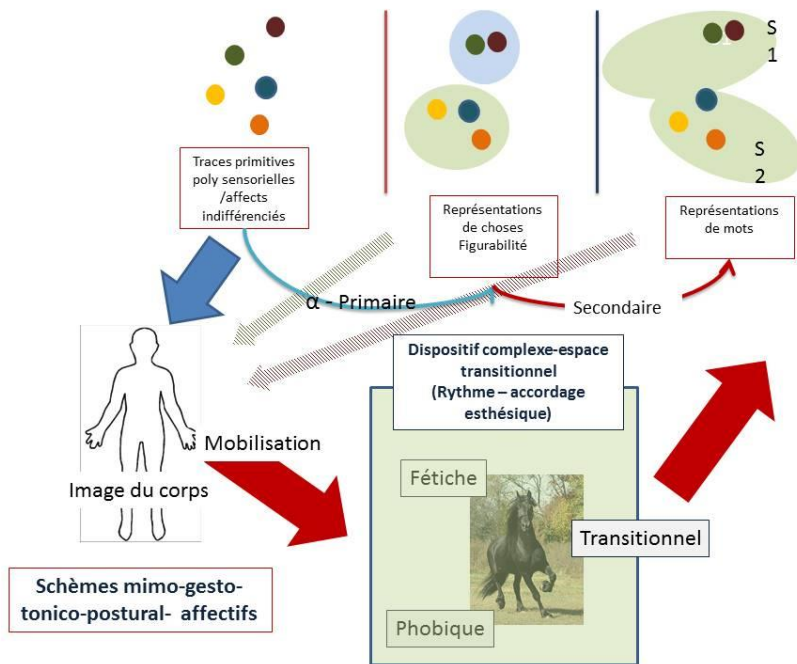 S
1
S
2
Traces primitives
poly sensorielles
/affects
indifférenciés
Représentations
de choses
Figurabilité
Représentations
de mots
α - Primaire
Secondaire
Dispositif complexe-espace
transitionnel
(Rythme – accordage
esthésique)
Mobilisation
Image du corps
Fétiche
Transitionnel
Phobique
Schèmes mimo-gesto-
tonico-postural- affectifs